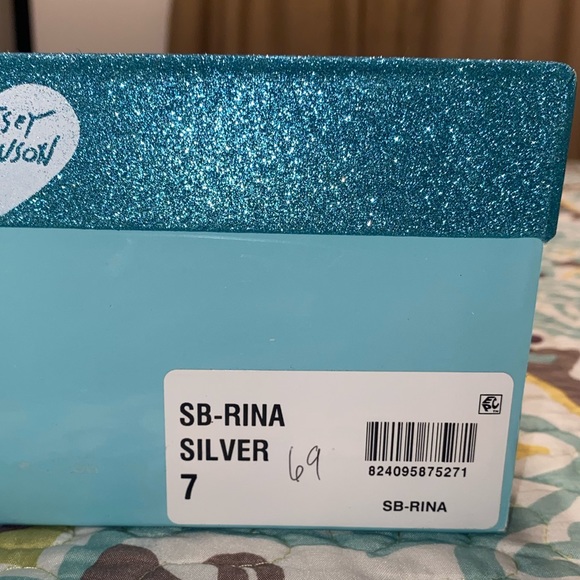 SB-RINA
SILVER 69
7
824095875271
SB-RINA